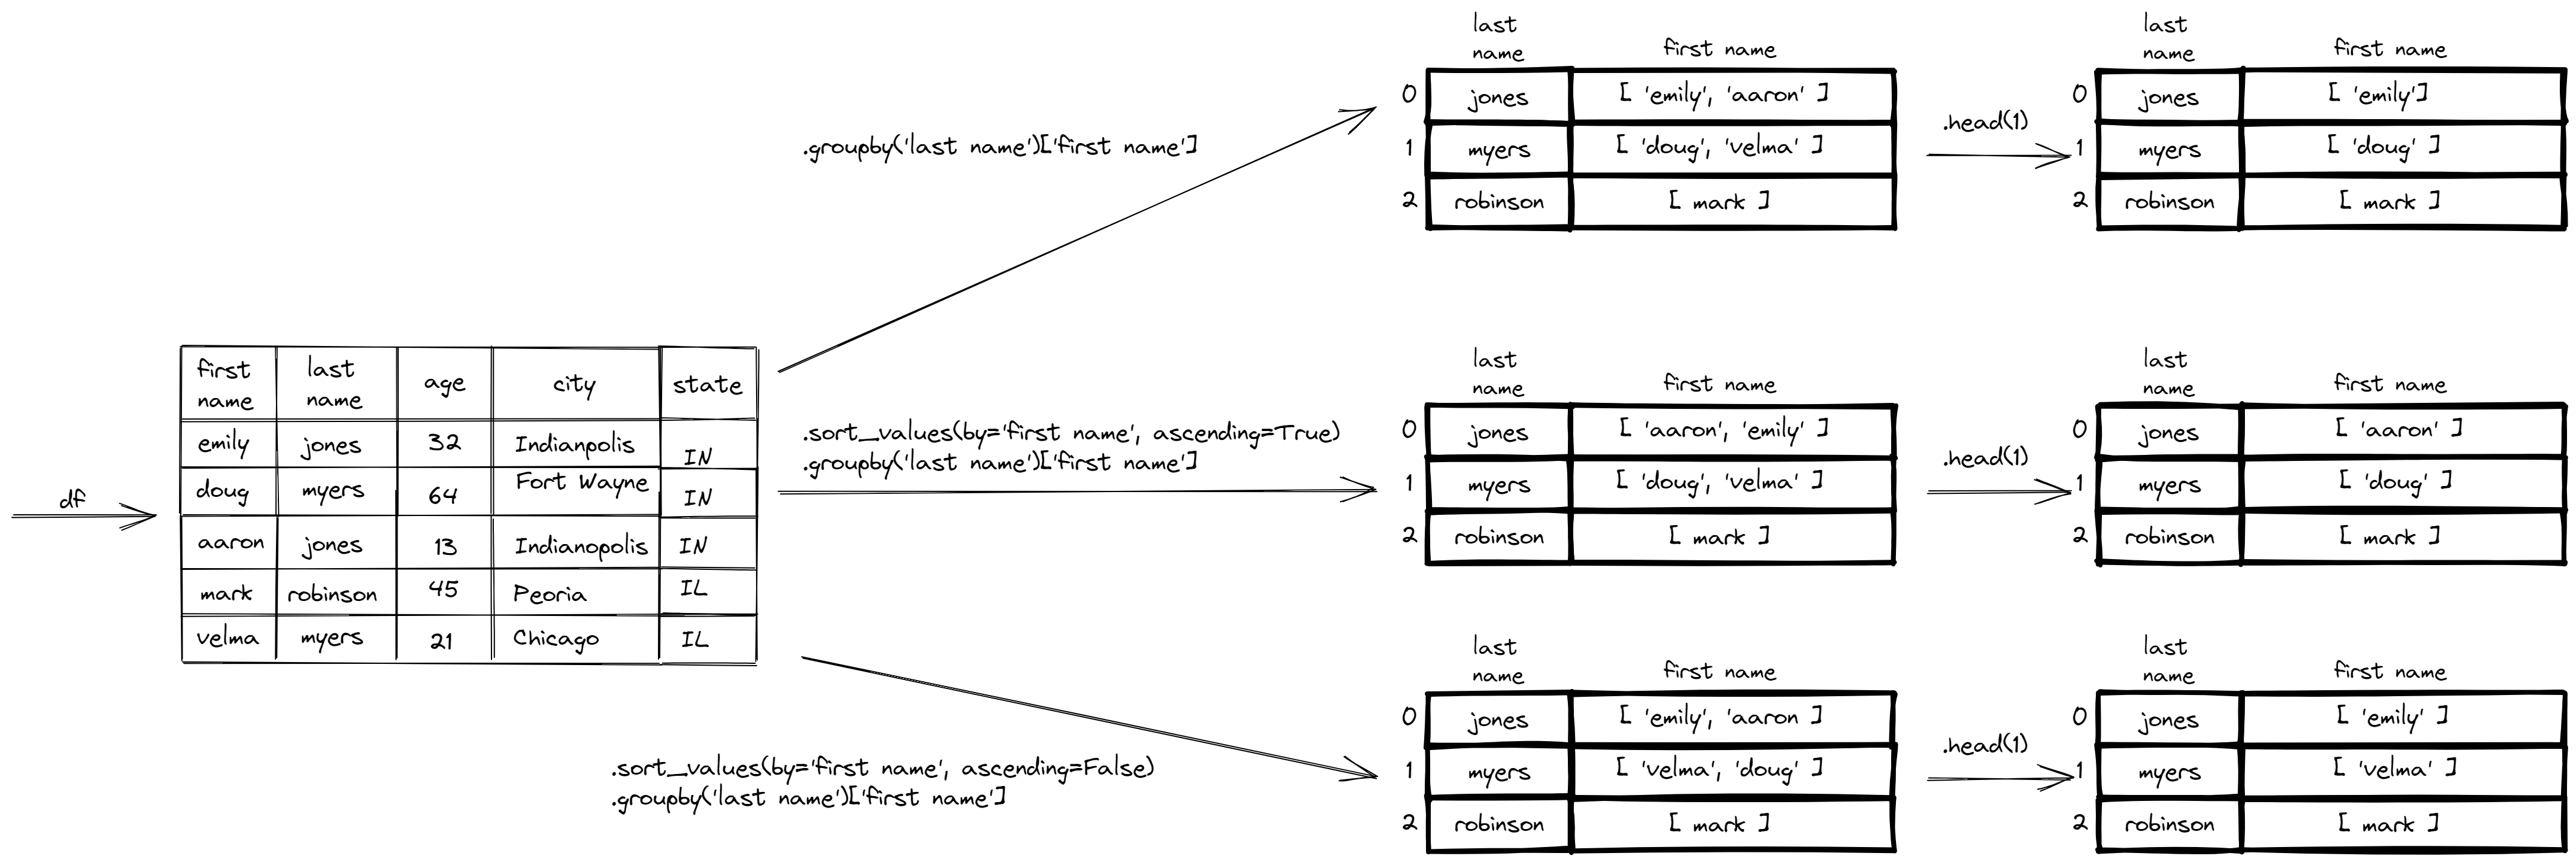 df
first name | last name | age | city | state
emily | jones | 32 | Indianpolis | IN
doug | myers | 64 | Fort Wayne | IN
aaron | jones | 13 | Indianopolis | IN
mark | robinson | 45 | Peoria | IL
velma | myers | 21 | Chicago | IL
.groupby('last name')['first name']
last name | first name
0 | jones | [ 'emily', 'aaron' ]
1 | myers | [ 'doug', 'velma' ]
2 | robinson | [ mark ]
.head(1)
last name | first name
0 | jones | [ 'emily']
1 | myers | [ 'doug' ]
2 | robinson | [ mark ]
.sort_values(by='first name', ascending=True)
.groupby('last name')['first name']
last name | first name
0 | jones | [ 'aaron', 'emily' ]
1 | myers | [ 'doug', 'velma' ]
2 | robinson | [ mark ]
.head(1)
last name | first name
0 | jones | [ 'aaron' ]
1 | myers | [ 'doug' ]
2 | robinson | [ mark ]
.sort_values(by='first name', ascending=False)
.groupby('last name')['first name']
last name | first name
0 | jones | [ 'emily', 'aaron ]
1 | myers | [ 'velma', 'doug' ]
2 | robinson | [ mark ]
.head(1)
last name | first name
0 | jones | [ 'emily' ]
1 | myers | [ 'velma' ]
2 | robinson | [ mark ]